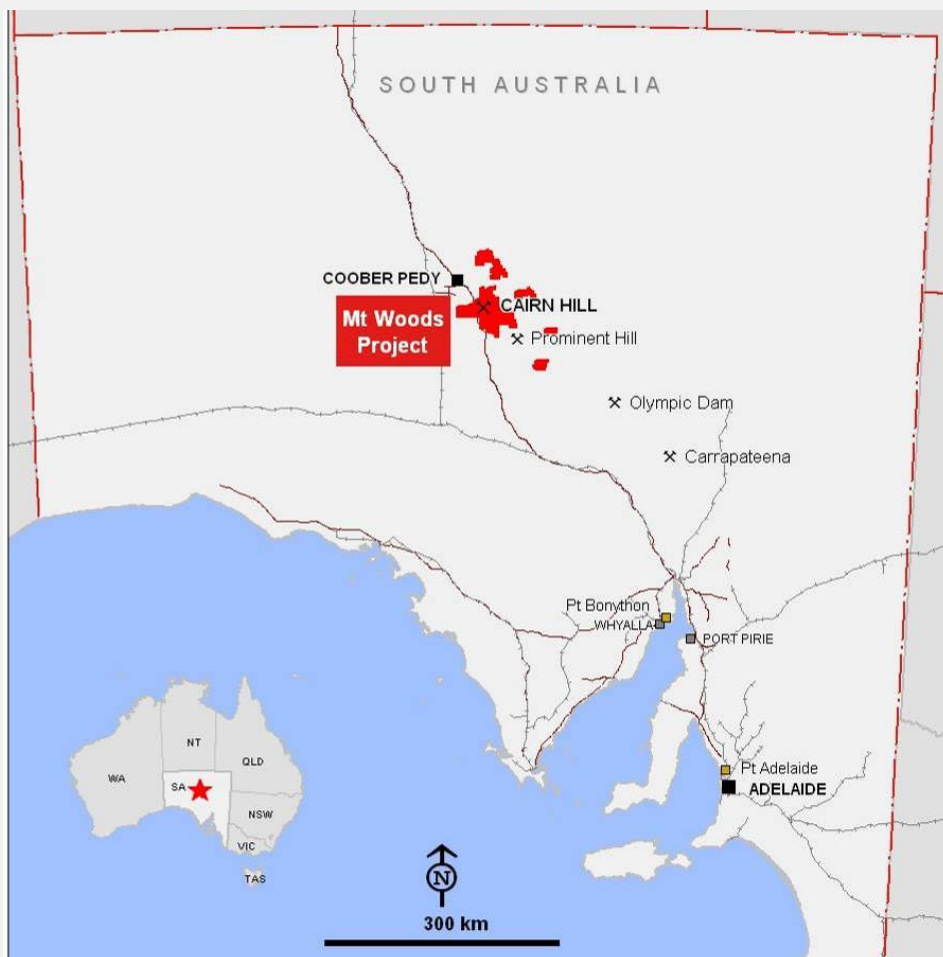 SOUTH AUSTRALIA
COOBER PEDY
CAIRN HILL
Mt Woods
Project
Prominent Hill
Olympic Dam
Carrapateena
Pt Bonython
WHYALLA
PORT PIRIE
Pt Adelaide
ADELAIDE
WA
NT
QLD
SA
NSW
VIC
TAS
N
300 km